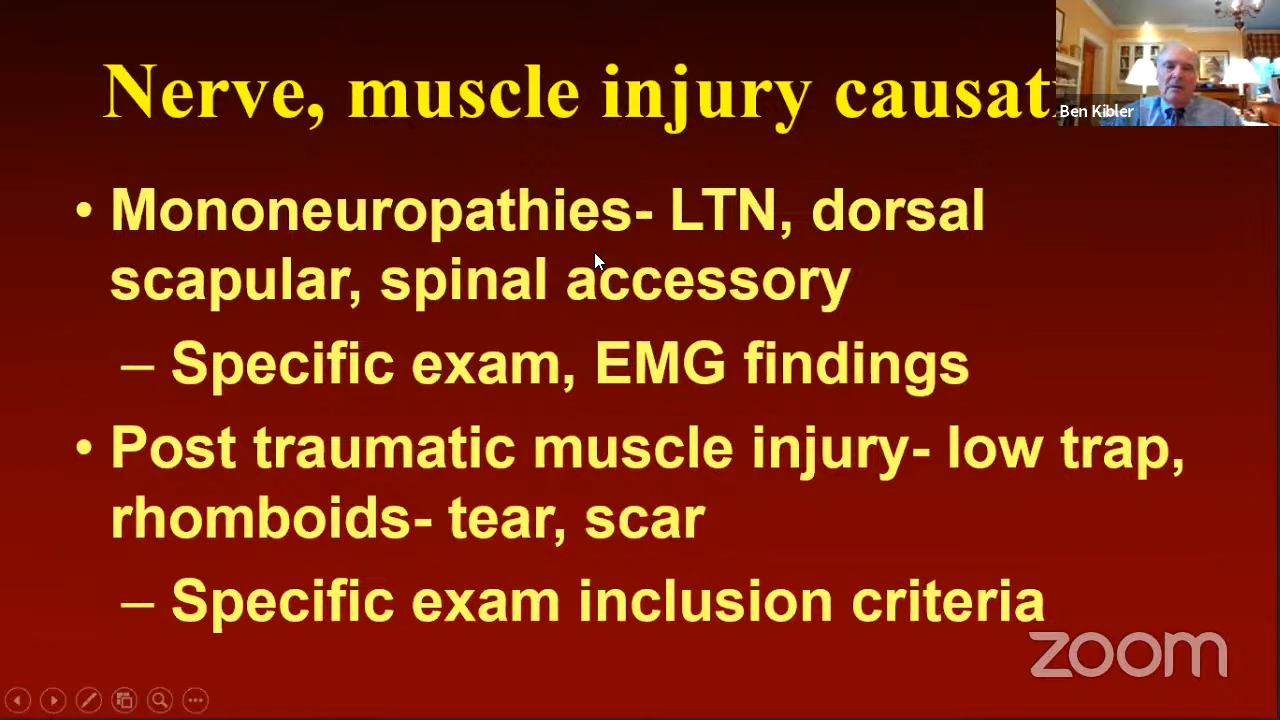 Nerve, muscle injury causat
Ben Kibler
• Mononeuropathies- LTN, dorsal
scapular, spinal accessory
– Specific exam, EMG findings
• Post traumatic muscle injury- low trap,
rhomboids- tear, scar
– Specific exam inclusion criteria
zoom